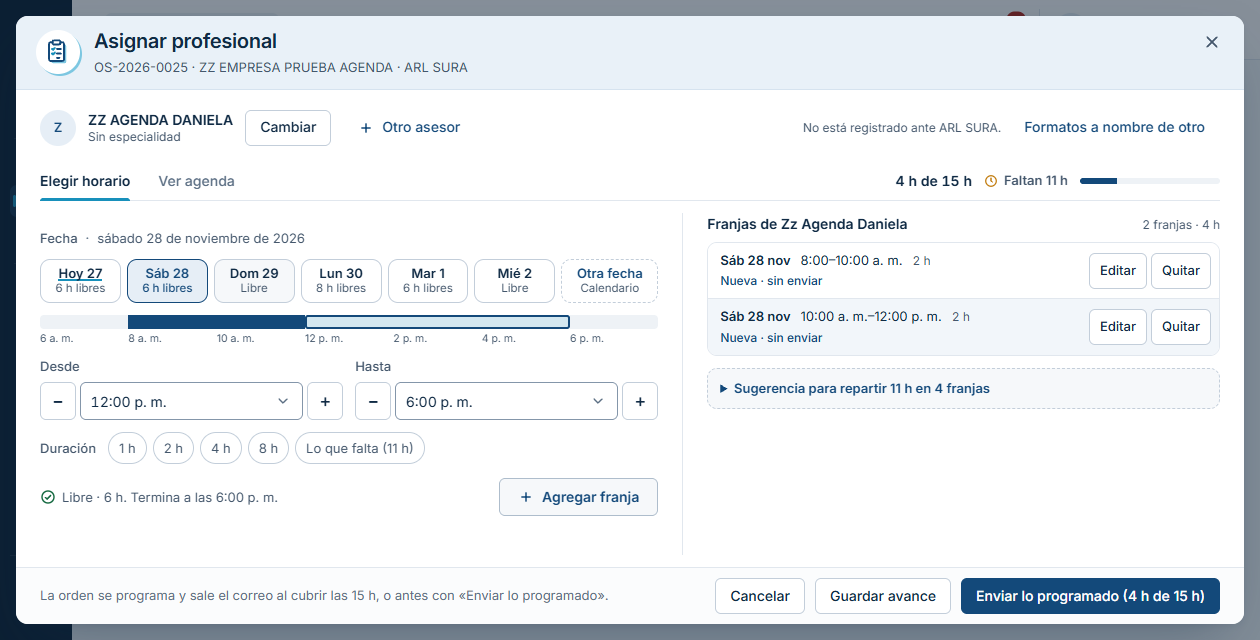 Asignar profesional
OS-2026-0025 · ZZ EMPRESA PRUEBA AGENDA · ARL SURA
Z
ZZ AGENDA DANIELA
Sin especialidad
Cambiar
+ Otro asesor
No está registrado ante ARL SURA.
Formatos a nombre de otro
Elegir horario
Ver agenda
4 h de 15 h
Faltan 11 h
Fecha · sábado 28 de noviembre de 2026
Hoy 27
6 h libres
Sáb 28
6 h libres
Dom 29
Libre
Lun 30
8 h libres
Mar 1
6 h libres
Mié 2
Libre
Otra fecha
Calendario
6 a. m.
8 a. m.
10 a. m.
12 p. m.
2 p. m.
4 p. m.
6 p. m.
Desde
− 12:00 p. m. +
Hasta
− 6:00 p. m. +
Duración
1 h
2 h
4 h
8 h
Lo que falta (11 h)
Libre · 6 h. Termina a las 6:00 p. m.
+ Agregar franja
Franjas de Zz Agenda Daniela
2 franjas · 4 h
Sáb 28 nov 8:00–10:00 a. m. 2 h
Nueva · sin enviar
Editar
Quitar
Sáb 28 nov 10:00 a. m.–12:00 p. m. 2 h
Nueva · sin enviar
Editar
Quitar
Sugerencia para repartir 11 h en 4 franjas
La orden se programa y sale el correo al cubrir las 15 h, o antes con «Enviar lo programado».
Cancelar
Guardar avance
Enviar lo programado (4 h de 15 h)